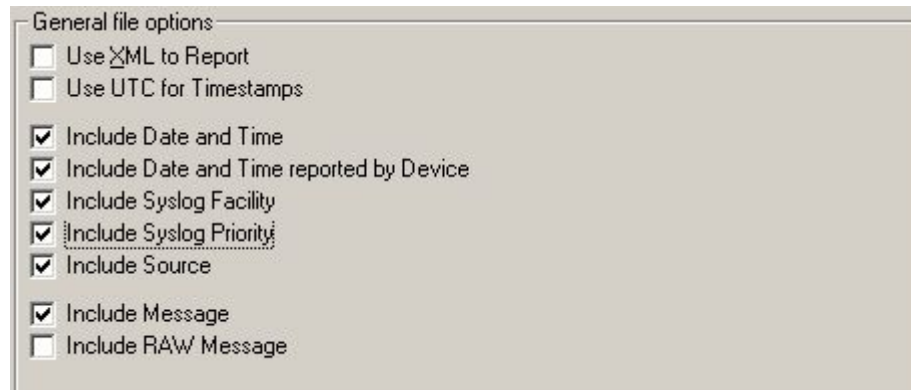 General file options
Use XML to Report
Use UTC for Timestamps
Include Date and Time
Include Date and Time reported by Device
Include Syslog Facility
Include Syslog Priority
Include Source
Include Message
Include RAW Message